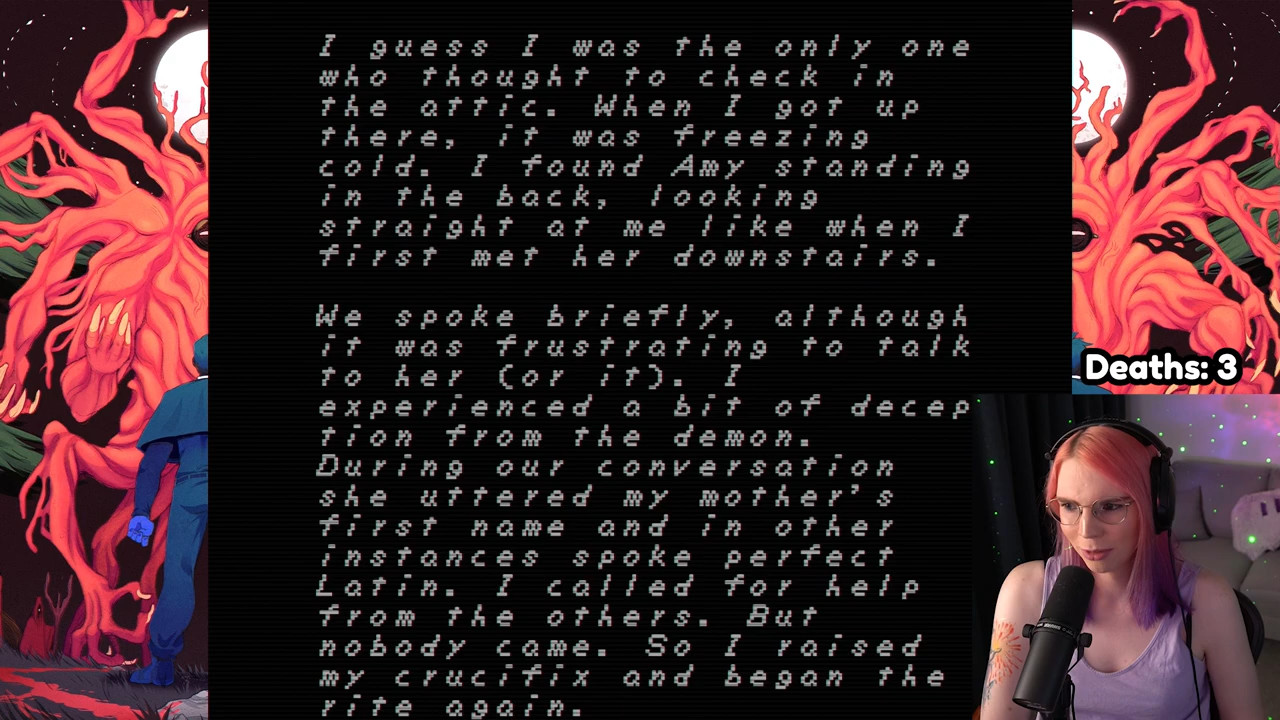 I guess I was the only one
who thought to check in
the attic. When I got up
there, it was freezing
cold. I found Amy standing
in the back, looking
straight at me like when I
first met her downstairs.
We spoke briefly, although
it was frustrating to talk
to her (or it). I
experienced a bit of decep
tion from the demon.
During our conversation
she uttered my mother's
first name and in other
instances spoke perfect
Latin. I called for help
from the others. But
nobody came. So I raised
my crucifix and began the
rite again.
Deaths: 3